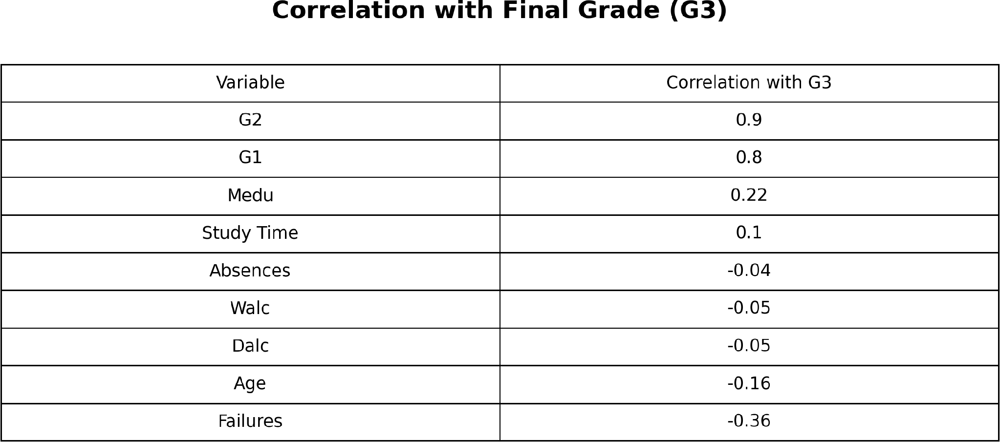 Correlation with Final Grade (G3)
Variable Correlation with G3
G2 0.9
G1 0.8
Medu 0.22
Study Time 0.1
Absences -0.04
Walc -0.05
Dalc -0.05
Age -0.16
Failures -0.36